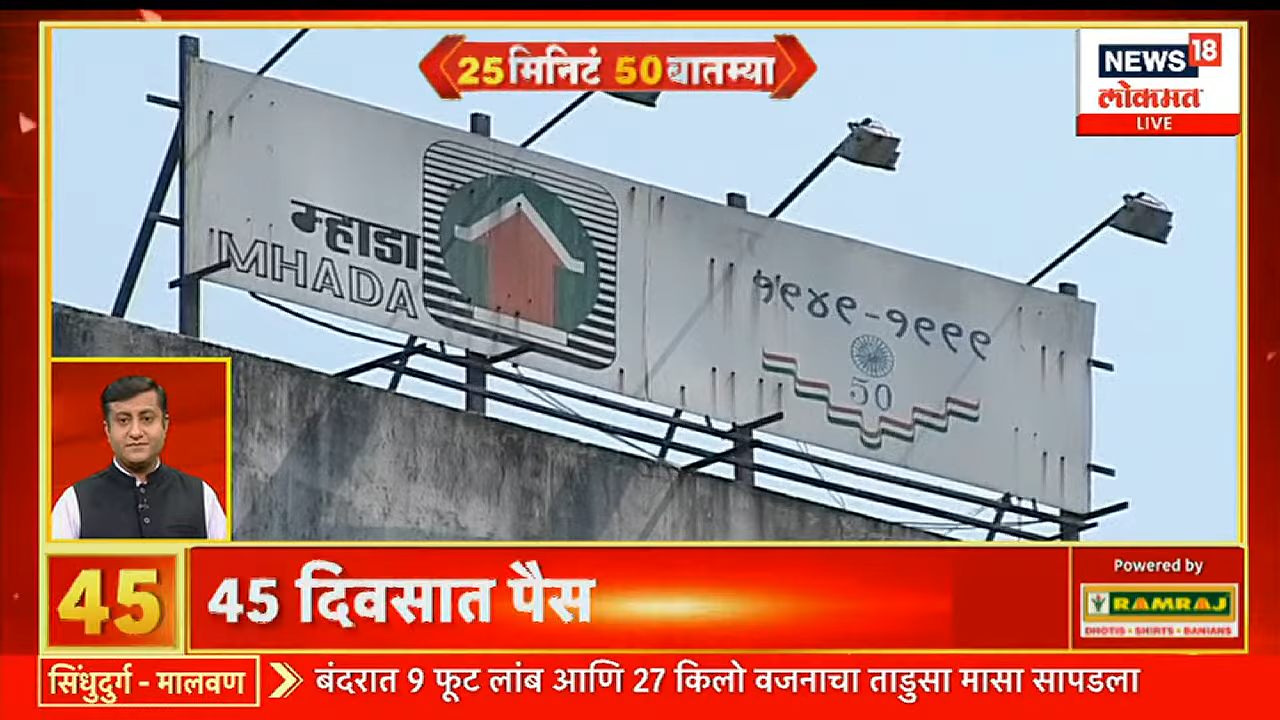 25 मिनिटं 50 बातम्या
NEWS 18
लोकमत
LIVE
म्हाडा
MHADA
१९४९-१९९९
50
45
45 दिवसात पैस
Powered by
RAMRAJ
DHOTIS • SHIRTS • BANIANS
सिंधुदुर्ग - मालवण
बंदरात 9 फूट लांब आणि 27 किलो वजनाचा ताडुसा मासा सापडला